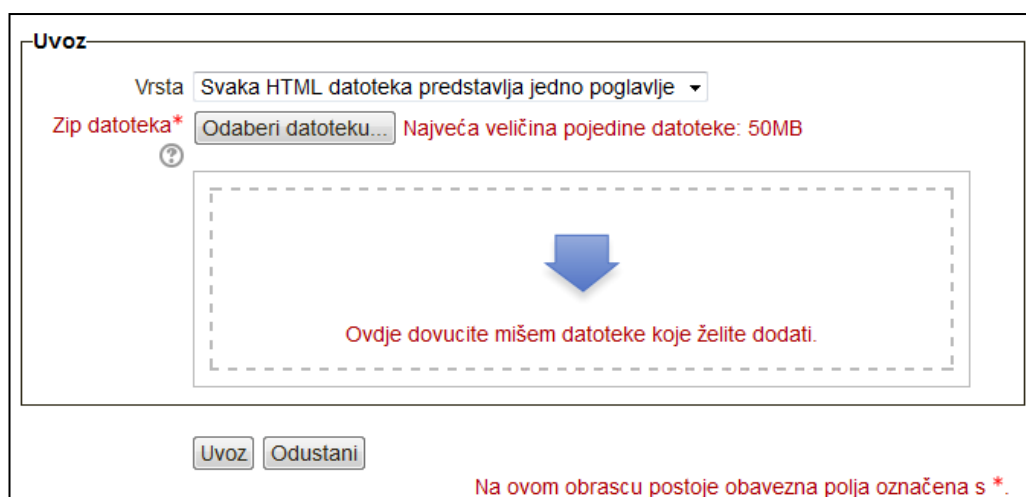 Uvoz
Vrsta Svaka HTML datoteka predstavlja jedno poglavlje
Zip datoteka* Odaberi datoteku... Najveća veličina pojedine datoteke: 50MB
?
Ovdje dovucite mišem datoteke koje želite dodati.
Uvoz Odustani
Na ovom obrascu postoje obavezna polja označena s *.